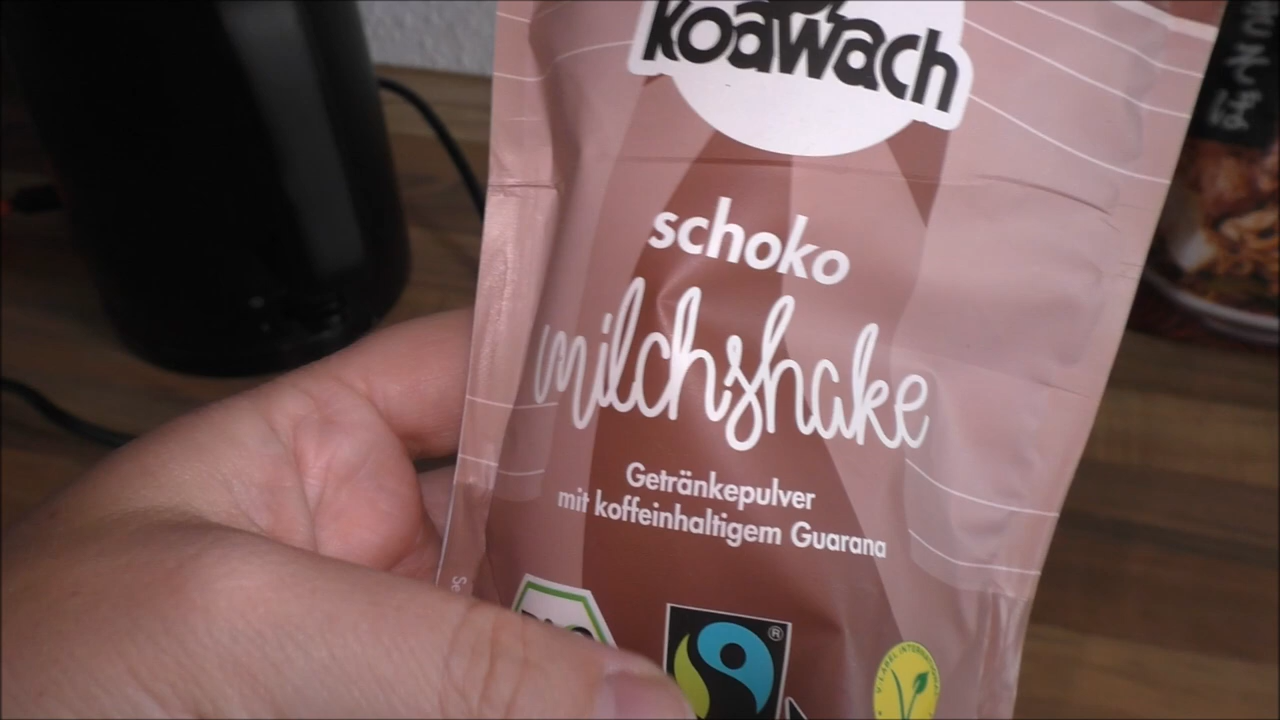 koawach
schoko
milchshake
Getränkepulver
mit koffeinhaltigem Guarana
®